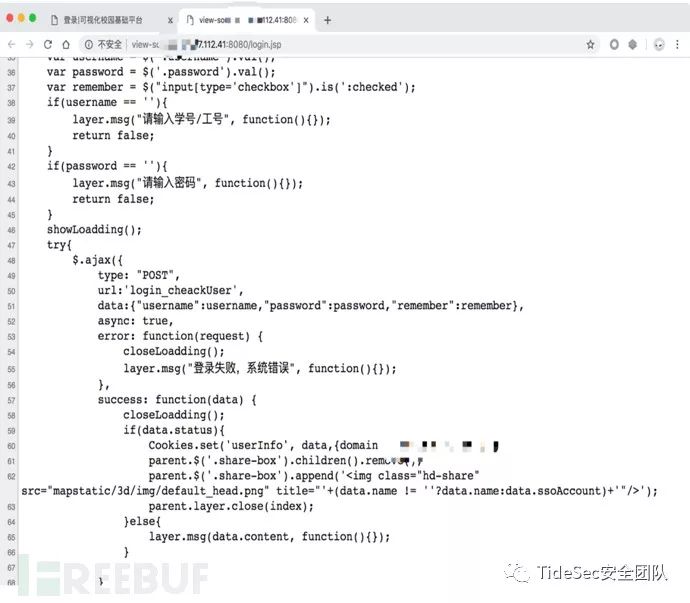 登录|可视化校园基础平台
view-so 112.41:808
不安全 view-so 7.112.41:8080/login.jsp
35 var username = $('.username').val();
36 var password = $('.password').val();
37 var remember = $("input[type='checkbox']").is(':checked');
38 if(username == ''){
39 layer.msg("请输入学号/工号", function(){});
40 return false;
41 }
42 if(password == ''){
43 layer.msg("请输入密码", function(){});
44 return false;
45 }
46 showLoadding();
47 try{
48 $.ajax({
49 type: "POST",
50 url:'login_cheackUser',
51 data:{"username":username,"password":password,"remember":remember},
52 async: true,
53 error: function(request) {
54 closeLoadding();
55 layer.msg("登录失败，系统错误", function(){});
56 },
57 success: function(data) {
58 closeLoadding();
59 if(data.status){
60 Cookies.set('userInfo', data,{domain
61 parent.$('.share-box').children().remove();
62 parent.$('.share-box').append('<img class="hd-share"
src="mapstatic/3d/img/default_head.png" title="'+(data.name != ''?data.name:data.ssoAccount)+'"/>');
63 parent.layer.close(index);
64 }else{
65 layer.msg(data.content, function(){});
66 }
67
68 }
FREEBUF
TideSec安全团队